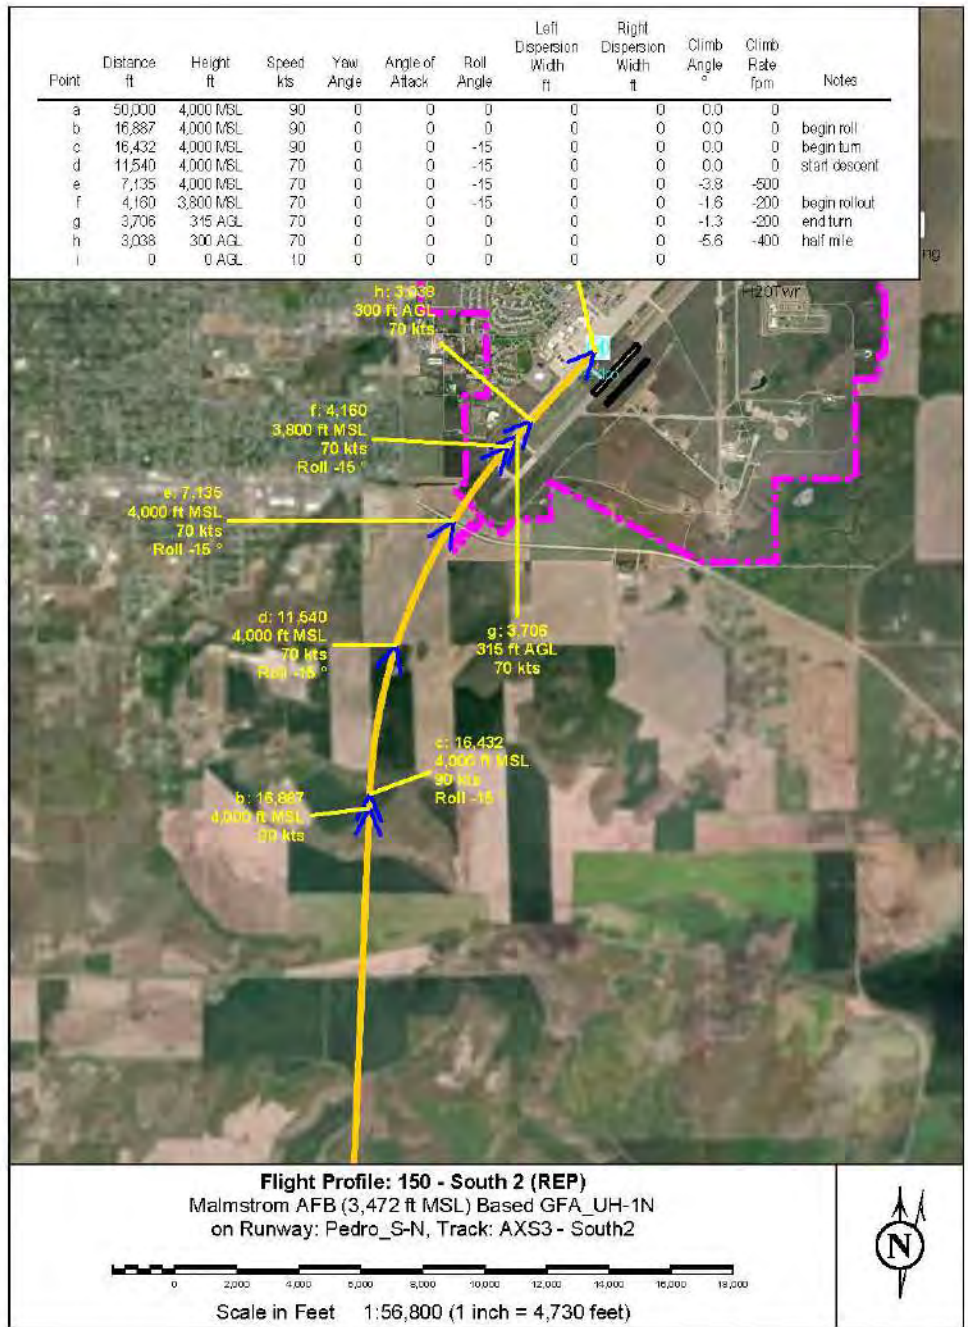 Point Distance ft Height ft Speed kts Yaw Angle Angle of Attack Roll Angle Left Dispersion Width ft Right Dispersion Width ft Climb Angle ° Climb Rate fpm Notes
a 50,000 4,000 MSL 90 0 0 0 0 0 0.0 0
b 16,887 4,000 MSL 90 0 0 0 0 0 0.0 0 begin roll
c 16,432 4,000 MSL 90 0 0 -15 0 0 0.0 0 begin turn
d 11,540 4,000 MSL 70 0 0 -15 0 0 0.0 0 start descent
e 7,135 4,000 MSL 70 0 0 -15 0 0 -3.8 -500
f 4,160 3,800 MSL 70 0 0 -15 0 0 -1.6 -200 begin rollout
g 3,706 315 AGL 70 0 0 0 0 0 -1.3 -200 end turn
h 3,038 300 AGL 70 0 0 0 0 0 -5.6 -400 half mile
i 0 0 AGL 10 0 0 0 0 0
ng
h: 3,038
300 ft AGL
70 kts
H20Twr
f: 4,160
3,800 ft MSL
70 kts
Roll -15 °
e: 7,135
4,000 ft MSL
70 kts
Roll -15 °
d: 11,540
4,000 ft MSL
70 kts
Roll -15 °
g: 3,706
315 ft AGL
70 kts
c: 16,432
4,000 ft MSL
90 kts
Roll -15 °
b: 16,887
4,000 ft MSL
90 kts
Flight Profile: 150 - South 2 (REP)
Malmstrom AFB (3,472 ft MSL) Based GFA_UH-1N
on Runway: Pedro_S-N, Track: AXS3 - South2
0 2,000 4,000 6,000 8,000 10,000 12,000 14,000 16,000 18,000
Scale in Feet 1:56,800 (1 inch = 4,730 feet)
N